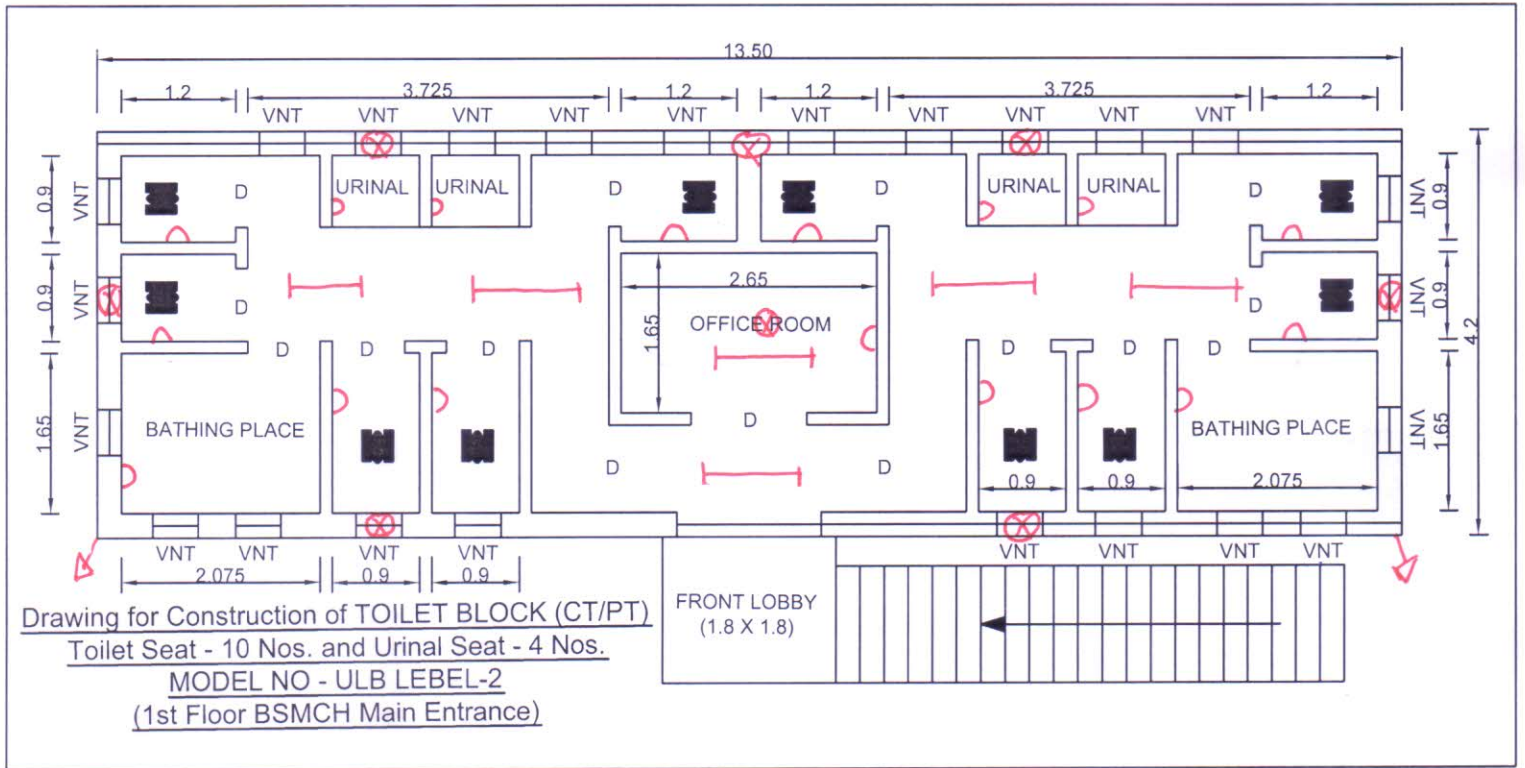 13.50
1.2 3.725 1.2 1.2 3.725 1.2
VNT VNT VNT VNT VNT VNT VNT VNT VNT VNT
URINAL URINAL D D URINAL URINAL
D D
0.9 VNT VNT 0.9
0.9 VNT VNT 0.9
D D
2.65
1.65
OFFICE ROOM
4.2
D D D D D D
1.65 VNT VNT 1.65
BATHING PLACE D BATHING PLACE
D D
0.9 0.9 2.075
VNT VNT VNT VNT VNT VNT VNT VNT
2.075 0.9 0.9
FRONT LOBBY
(1.8 X 1.8)
Drawing for Construction of TOILET BLOCK (CT/PT)
Toilet Seat - 10 Nos. and Urinal Seat - 4 Nos.
MODEL NO - ULB LEBEL-2
(1st Floor BSMCH Main Entrance)